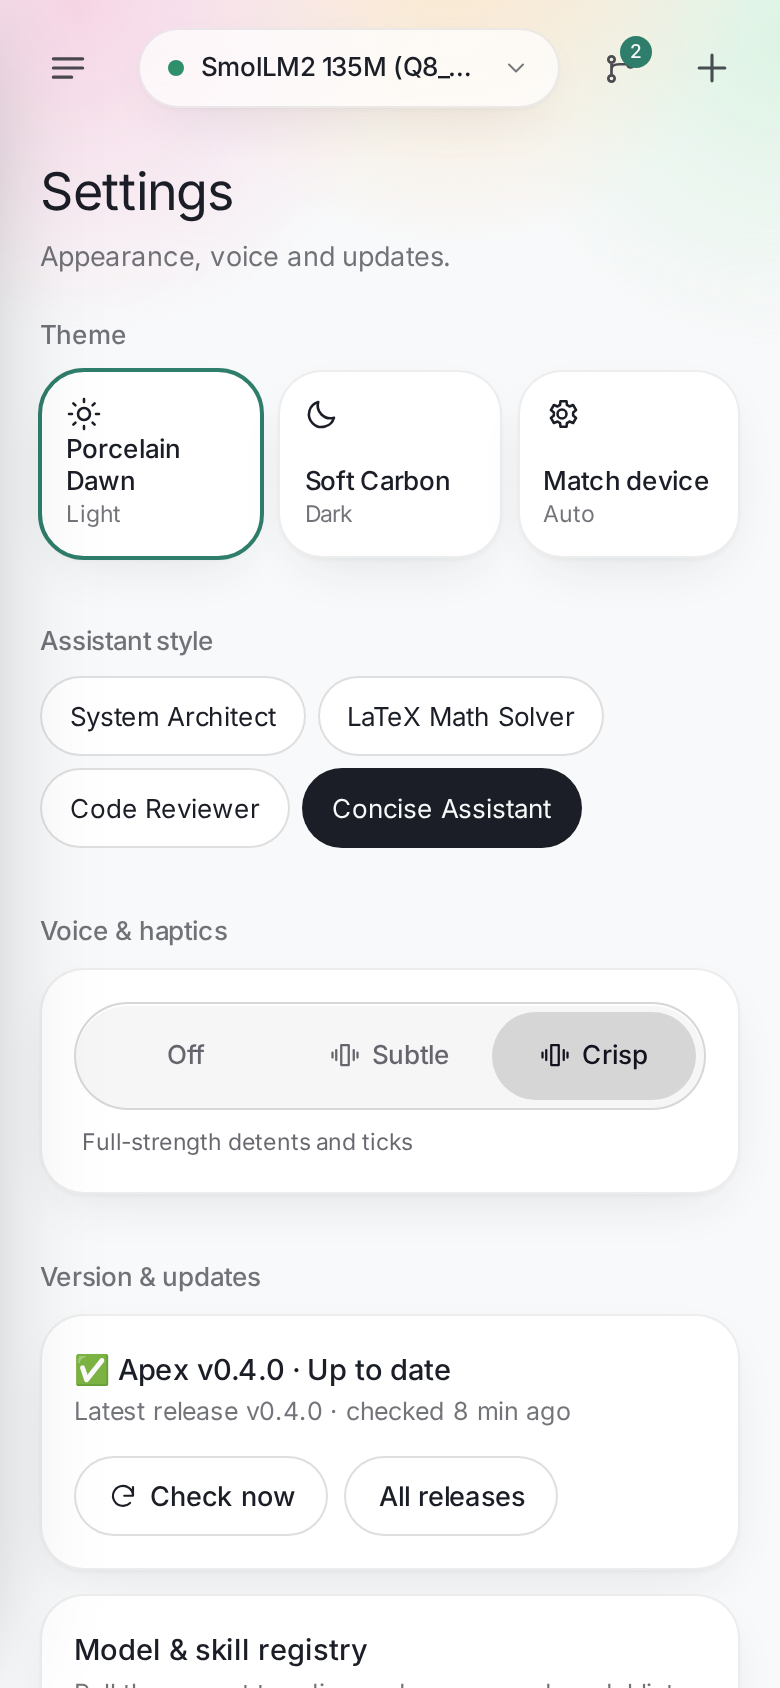 SmolLM2 135M (Q8_...
2
Settings
Appearance, voice and updates.
Theme
Porcelain
Dawn
Light
Soft Carbon
Dark
Match device
Auto
Assistant style
System Architect
LaTeX Math Solver
Code Reviewer
Concise Assistant
Voice & haptics
Off
Subtle
Crisp
Full-strength detents and ticks
Version & updates
✅ Apex v0.4.0 · Up to date
Latest release v0.4.0 · checked 8 min ago
Check now
All releases
Model & skill registry